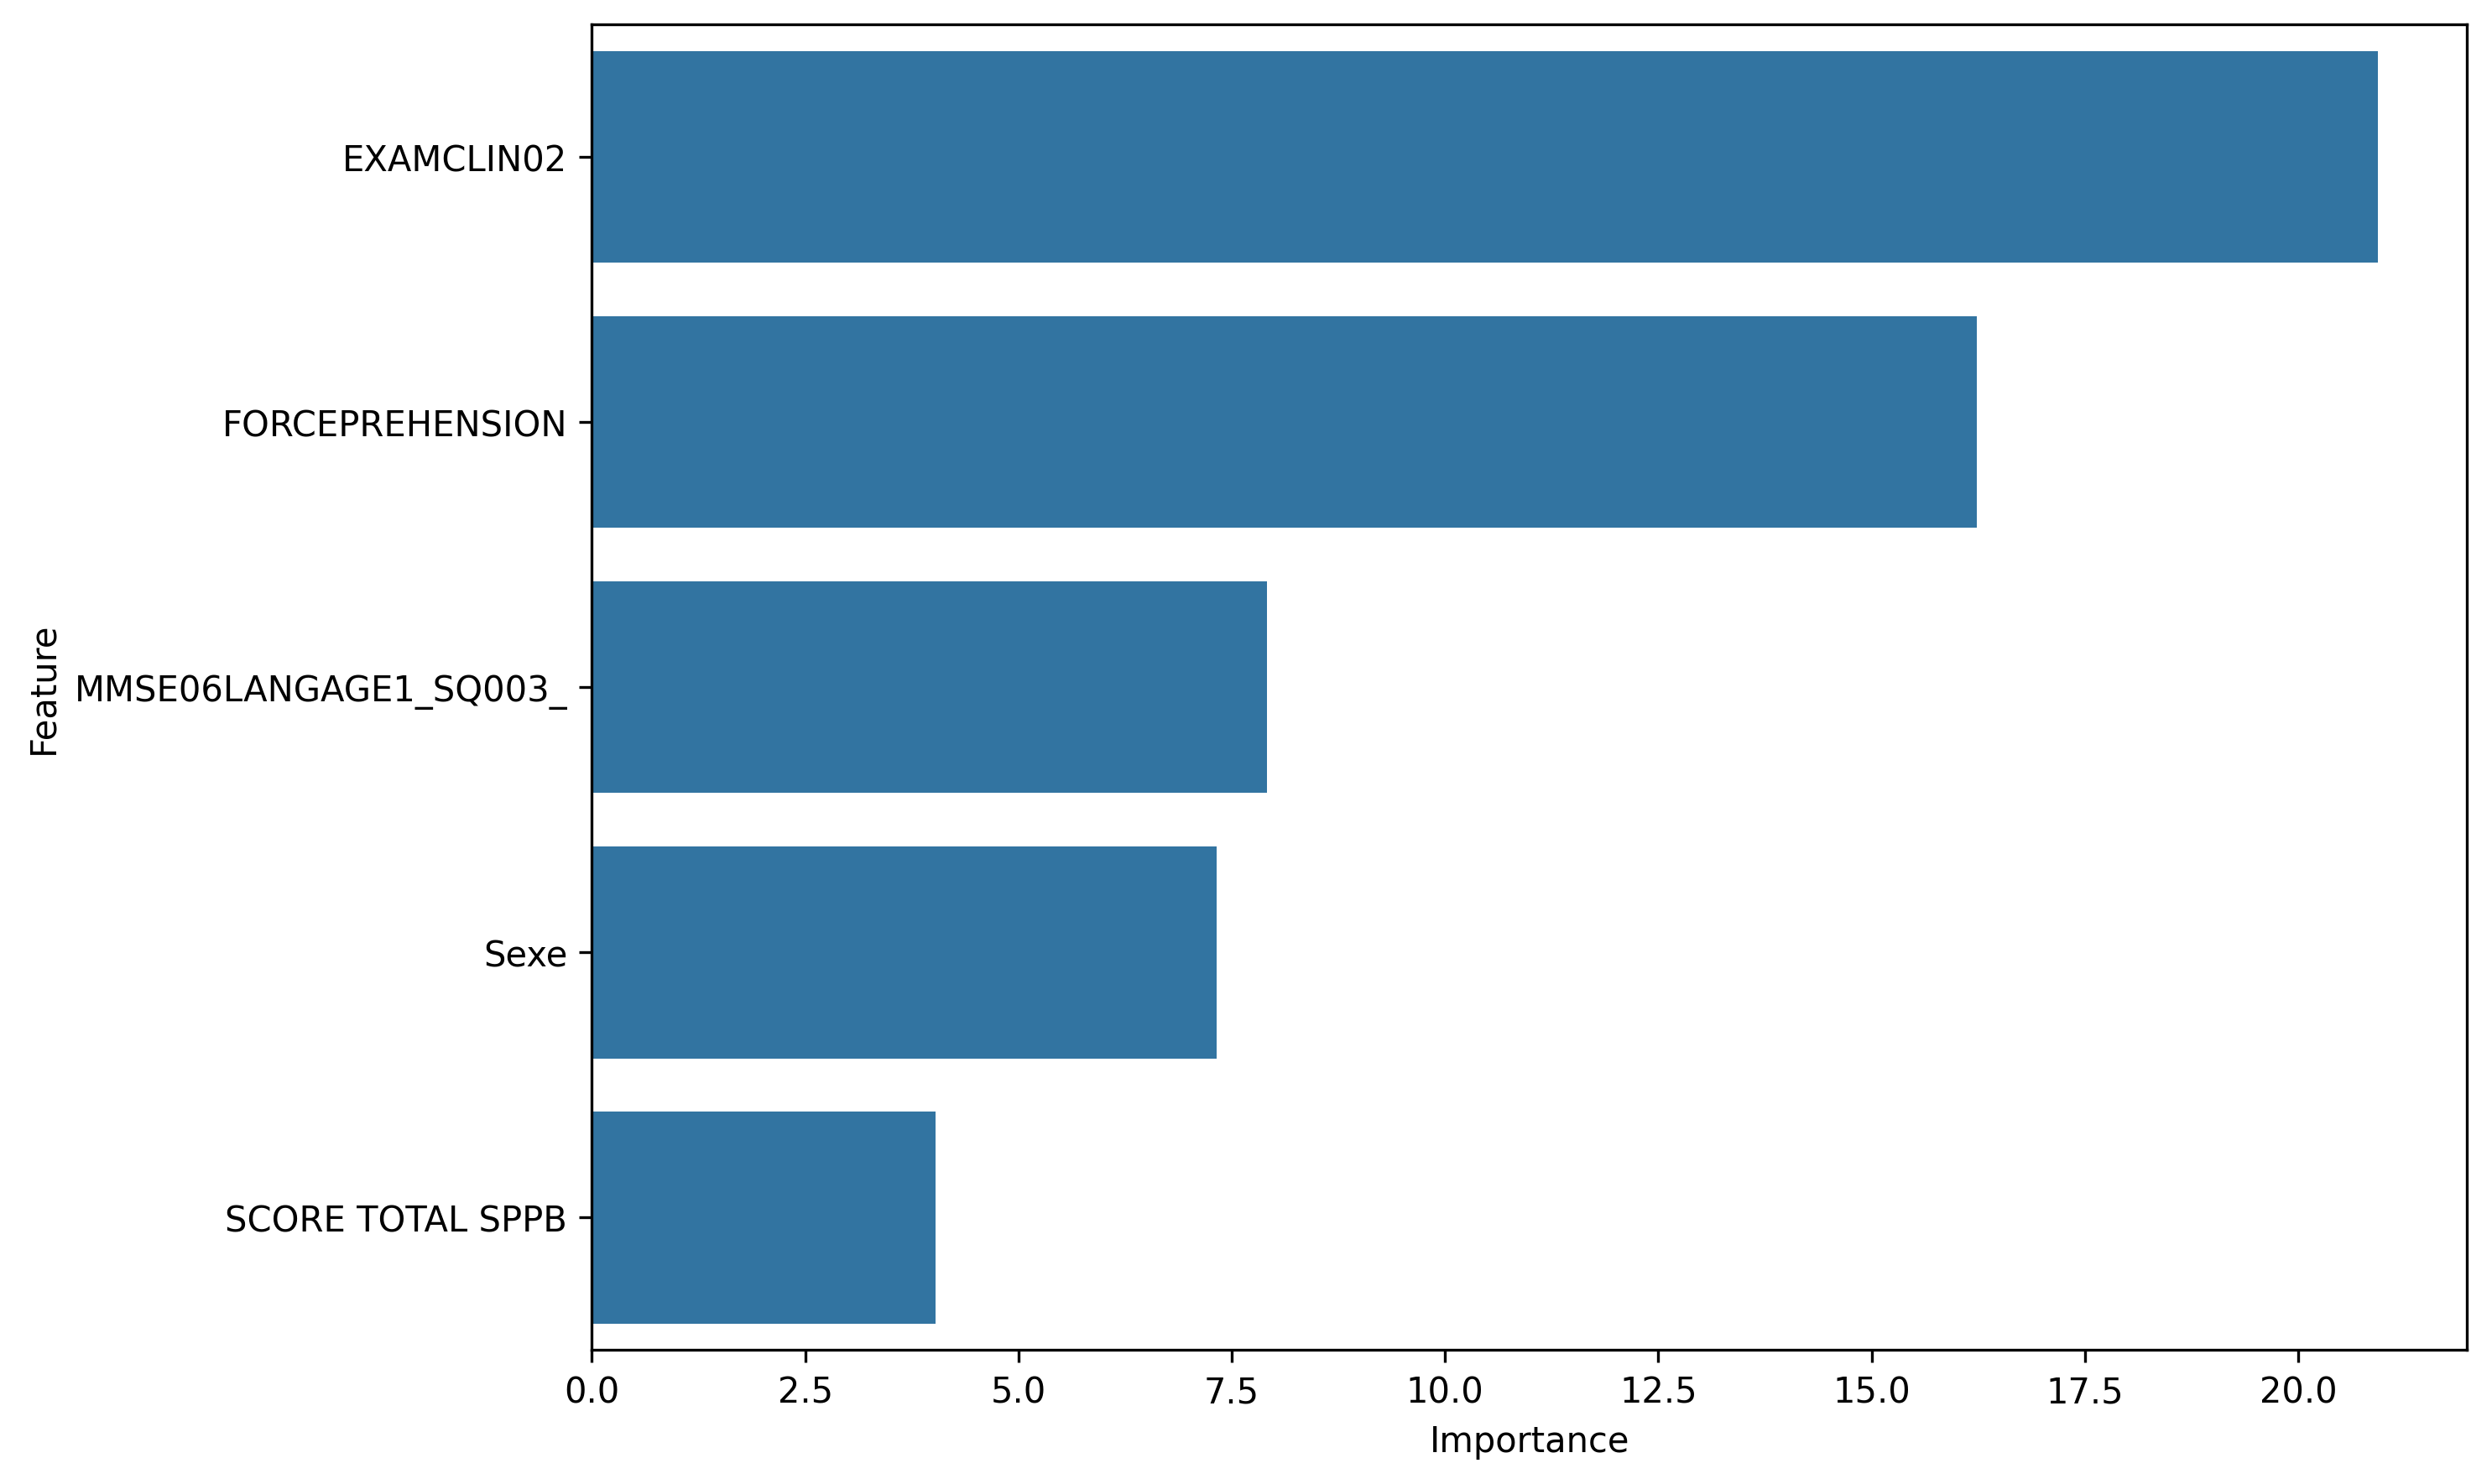 EXAMCLIN02
FORCEPREHENSION
MMSE06LANGAGE1_SQ003_
Sexe
SCORE TOTAL SPPB
Feature
0.0 2.5 5.0 7.5 10.0 12.5 15.0 17.5 20.0
Importance